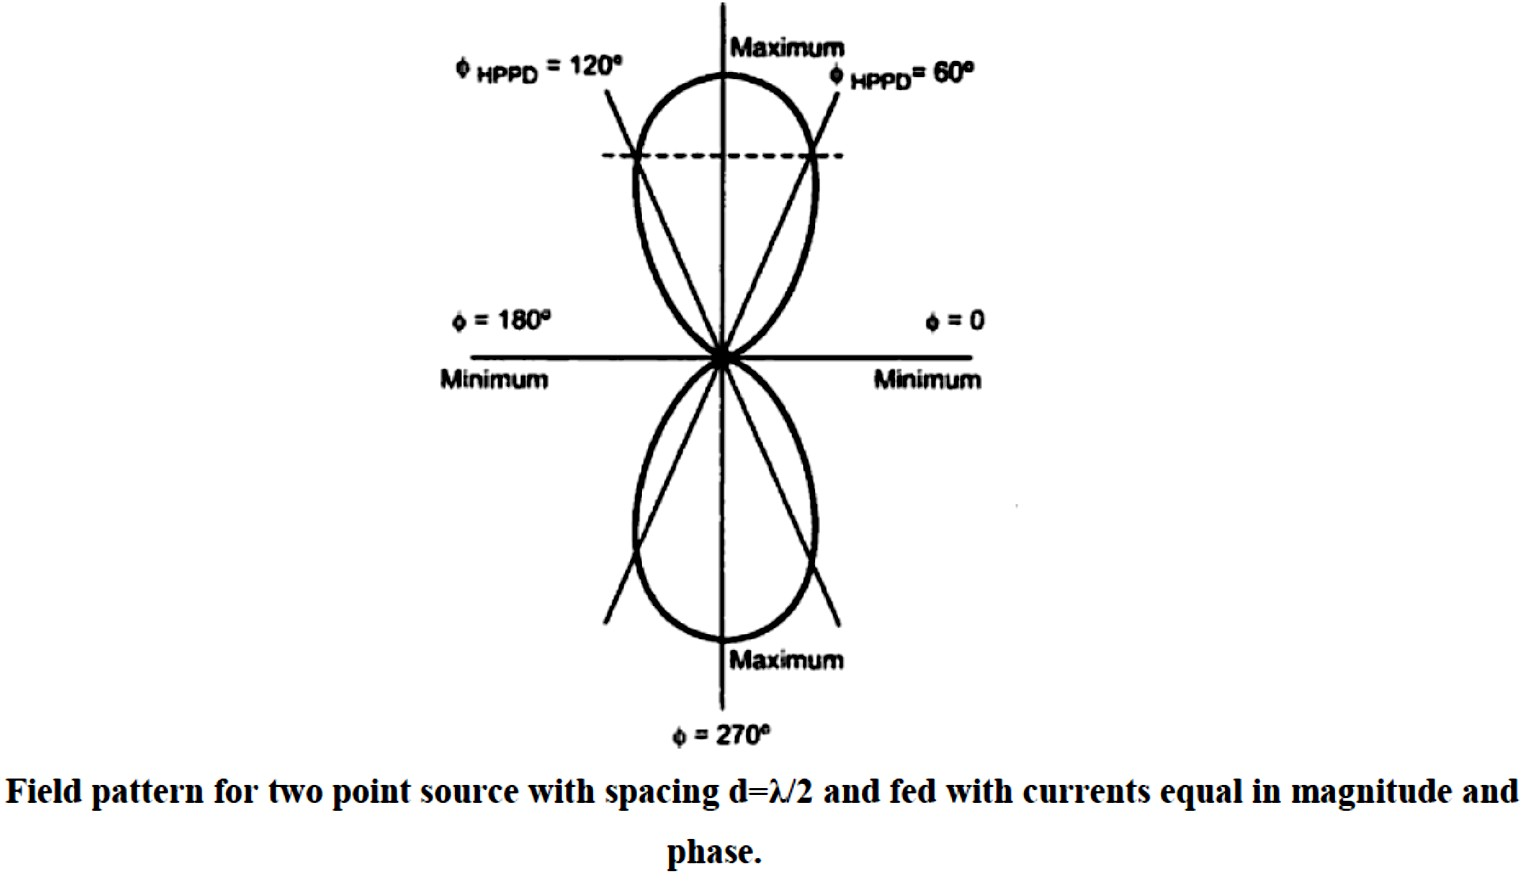 Maximum
ϕ HPPD = 120°
ϕ HPPD = 60°
ϕ = 180°
ϕ = 0
Minimum
Minimum
Maximum
ϕ = 270°
Field pattern for two point source with spacing d=λ/2 and fed with currents equal in magnitude and
phase.